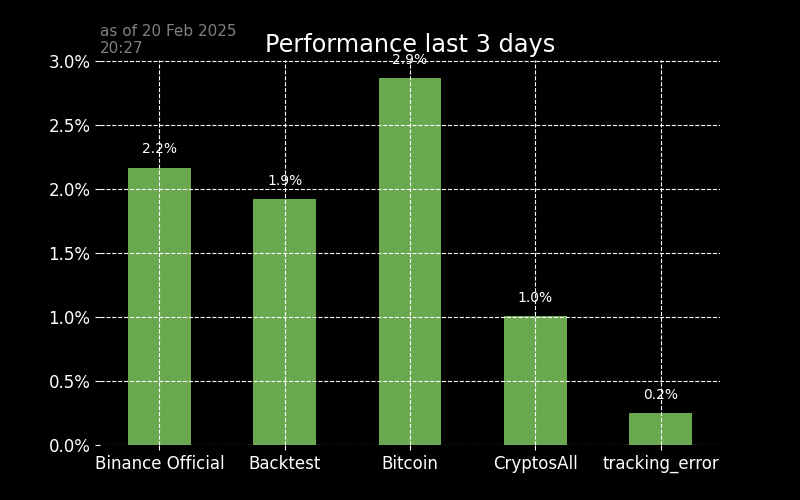 as of 20 Feb 2025
20:27
Performance last 3 days
3.0%
2.5%
2.0%
1.5%
1.0%
0.5%
0.0%
2.2%
1.9%
2.9%
1.0%
0.2%
Binance Official
Backtest
Bitcoin
CryptosAll
tracking_error